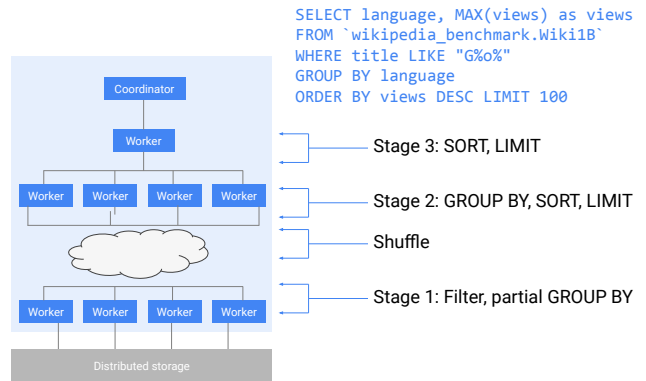 SELECT language, MAX(views) as views
FROM `wikipedia_benchmark.Wiki1B`
WHERE title LIKE "G%o%"
GROUP BY language
ORDER BY views DESC LIMIT 100
Coordinator
Worker
Stage 3: SORT, LIMIT
Worker Worker Worker Worker
Stage 2: GROUP BY, SORT, LIMIT
Shuffle
Stage 1: Filter, partial GROUP BY
Worker Worker Worker Worker
Distributed storage